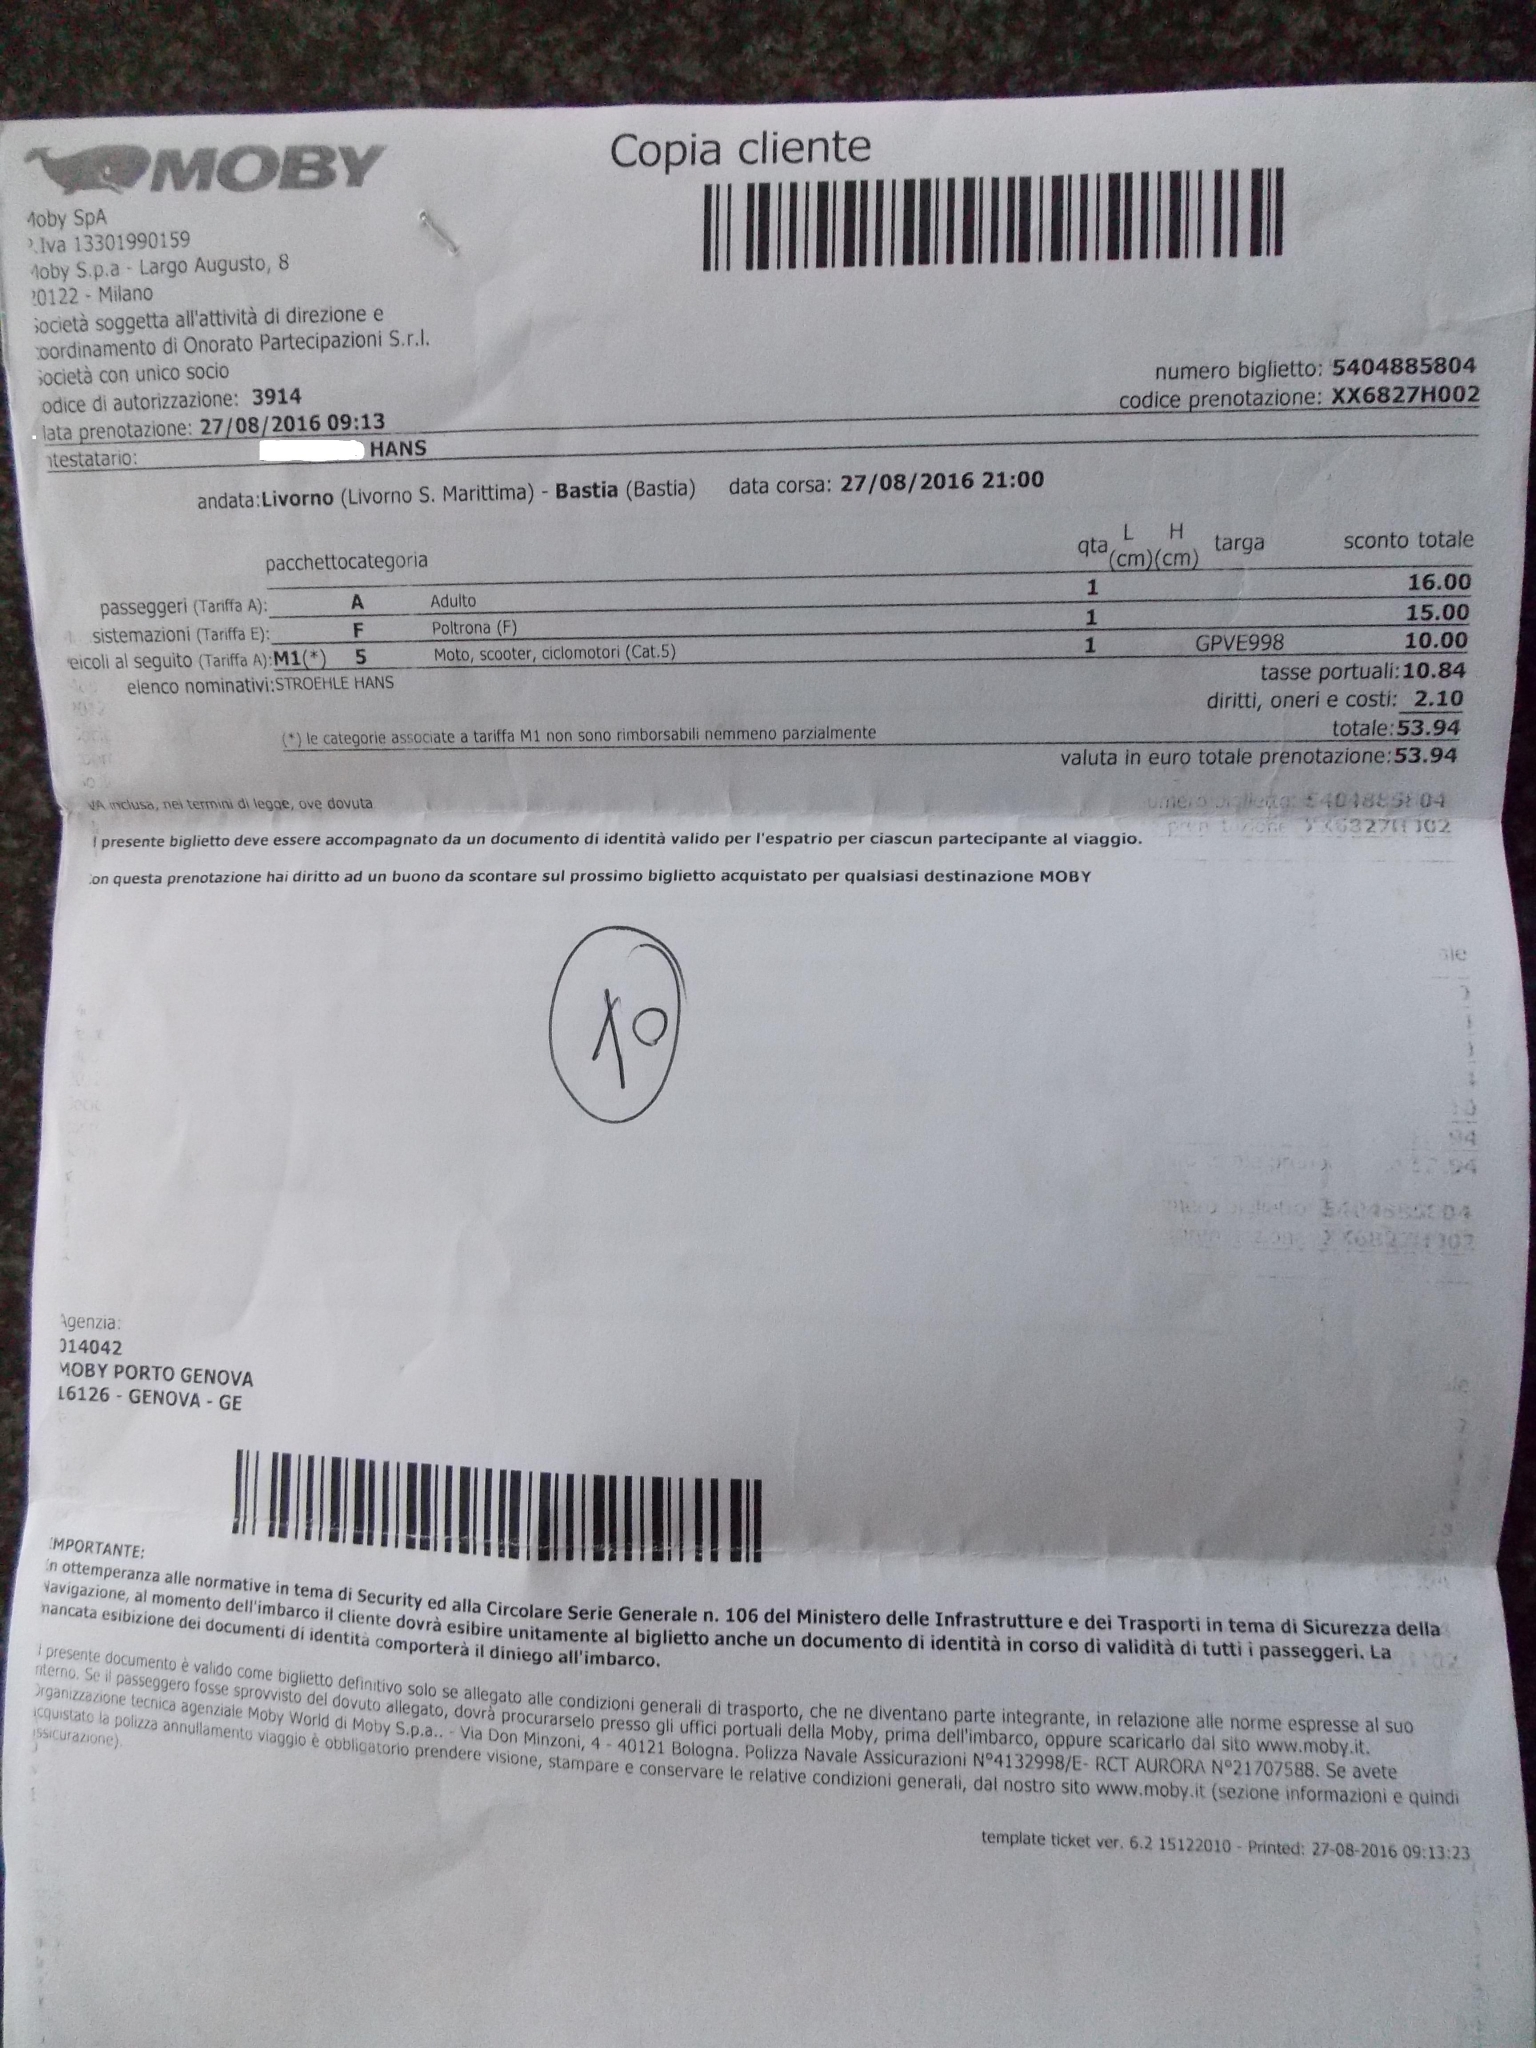 MOBY
Copia cliente
Moby SpA
P.Iva 13301990159
Moby S.p.a - Largo Augusto, 8
20122 - Milano
Società soggetta all'attività di direzione e
coordinamento di Onorato Partecipazioni S.r.l.
Società con unico socio
odice di autorizzazione: 3914
data prenotazione: 27/08/2016 09:13
numero biglietto: 5404885804
codice prenotazione: XX6827H002
ntestatario: HANS
andata:Livorno (Livorno S. Marittima) - Bastia (Bastia) data corsa: 27/08/2016 21:00
pacchettocategoria qta L (cm) H (cm) targa sconto totale
passeggeri (Tariffa A): A Adulto 1 16.00
sistemazioni (Tariffa E): F Poltrona (F) 1 15.00
eicoli al seguito (Tariffa A):M1(*) 5 Moto, scooter, ciclomotori (Cat.5) 1 GPVE998 10.00
elenco nominativi:STROEHLE HANS
tasse portuali:10.84
diritti, oneri e costi: 2.10
totale:53.94
(*) le categorie associate a tariffa M1 non sono rimborsabili nemmeno parzialmente
valuta in euro totale prenotazione:53.94
IVA inclusa, nei termini di legge, ove dovuta
l presente biglietto deve essere accompagnato da un documento di identità valido per l'espatrio per ciascun partecipante al viaggio.
on questa prenotazione hai diritto ad un buono da scontare sul prossimo biglietto acquistato per qualsiasi destinazione MOBY
10
Agenzia:
014042
MOBY PORTO GENOVA
16126 - GENOVA - GE
IMPORTANTE:
In ottemperanza alle normative in tema di Security ed alla Circolare Serie Generale n. 106 del Ministero delle Infrastrutture e dei Trasporti in tema di Sicurezza della
Navigazione, al momento dell'imbarco il cliente dovrà esibire unitamente al biglietto anche un documento di identità in corso di validità di tutti i passeggeri. La
mancata esibizione dei documenti di identità comporterà il diniego all'imbarco.
l presente documento è valido come biglietto definitivo solo se allegato alle condizioni generali di trasporto, che ne diventano parte integrante, in relazione alle norme espresse al suo
nterno. Se il passeggero fosse sprovvisto del dovuto allegato, dovrà procurarselo presso gli uffici portuali della Moby, prima dell'imbarco, oppure scaricarlo dal sito www.moby.it.
Organizzazione tecnica agenziale Moby World di Moby S.p.a.. - Via Don Minzoni, 4 - 40121 Bologna. Polizza Navale Assicurazioni N°4132998/E- RCT AURORA N°21707588. Se avete
acquistato la polizza annullamento viaggio è obbligatorio prendere visione, stampare e conservare le relative condizioni generali, dal nostro sito www.moby.it (sezione informazioni e quindi
assicurazione).
template ticket ver. 6.2 15122010 - Printed: 27-08-2016 09:13:23